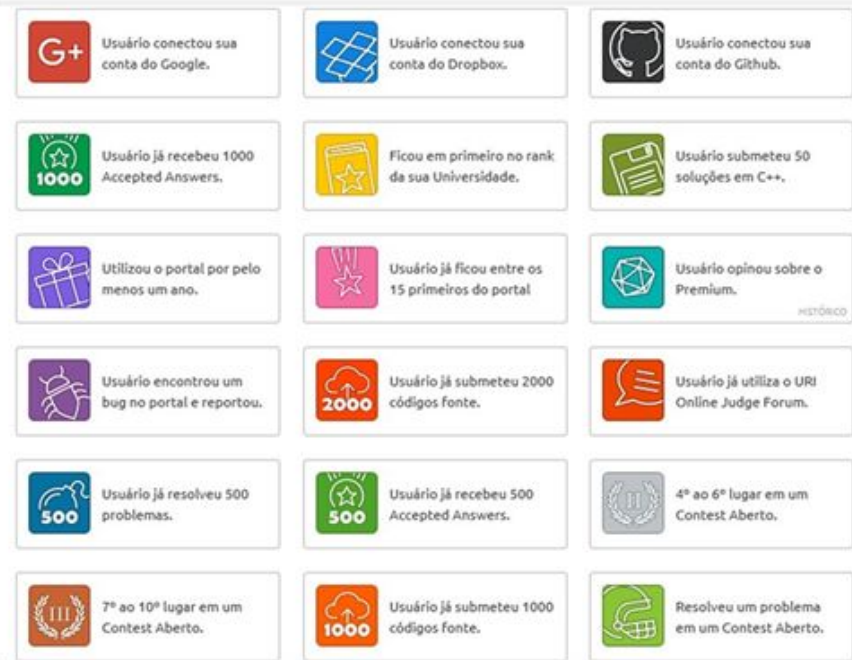 G+
Usuário conectou sua
conta do Google.
Usuário conectou sua
conta do Dropbox.
Usuário conectou sua
conta do Github.
1000
Usuário já recebeu 1000
Accepted Answers.
Ficou em primeiro no rank
da sua Universidade.
Usuário submeteu 50
soluções em C++.
Utilizou o portal por pelo
menos um ano.
Usuário já ficou entre os
15 primeiros do portal
Usuário opinou sobre o
Premium.
HISTÓRICO
Usuário encontrou um
bug no portal e reportou.
2000
Usuário já submeteu 2000
códigos fonte.
Usuário já utiliza o URI
Online Judge Forum.
500
Usuário já resolveu 500
problemas.
500
Usuário já recebeu 500
Accepted Answers.
II
4º ao 6º lugar em um
Contest Aberto.
III
7º ao 10º lugar em um
Contest Aberto.
1000
Usuário já submeteu 1000
códigos fonte.
Resolveu um problema
em um Contest Aberto.